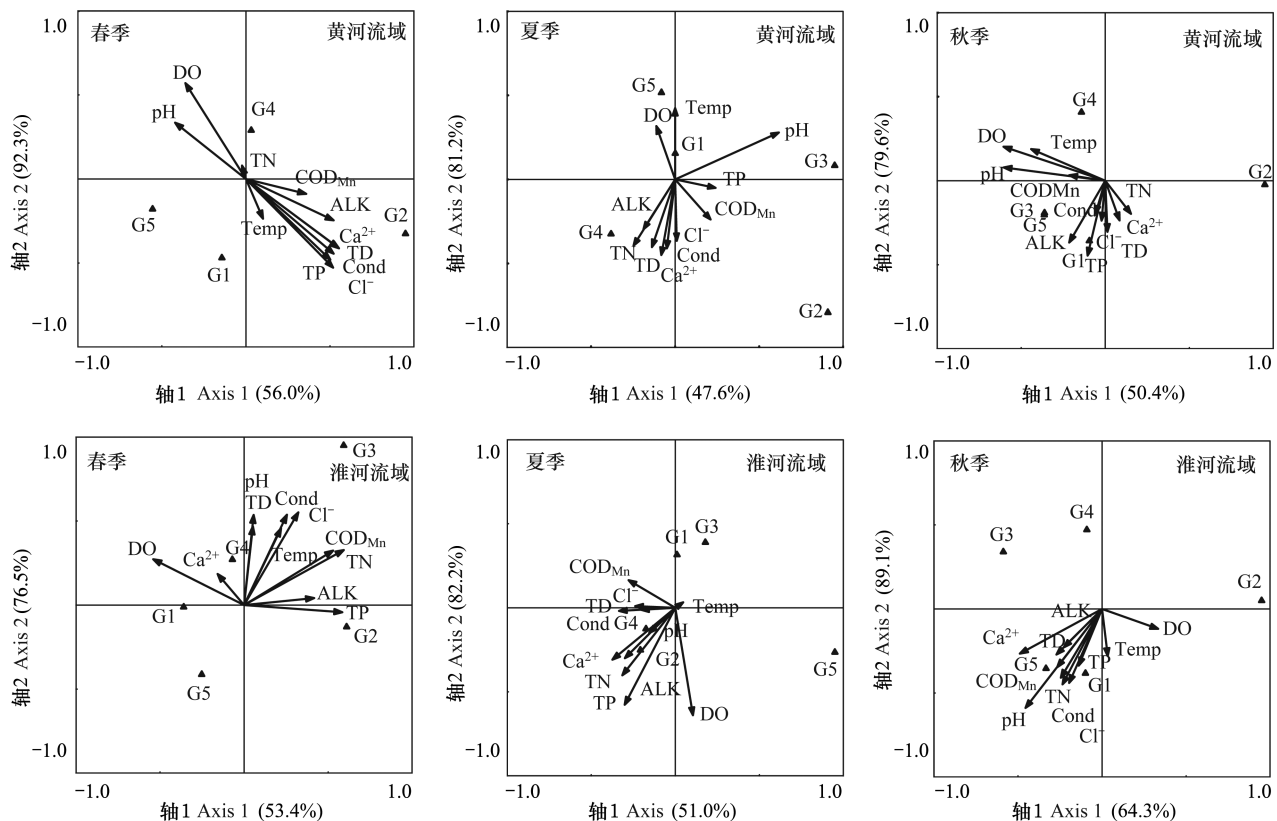 1.0
春季
黄河流域
DO
pH
G4
TN
COD_Mn
ALK
G2
Temp
Ca²⁺
TD
Cond
Cl⁻
TP
G5
G1
轴2 Axis 2 (92.3%)
−1.0
−1.0
1.0
轴1 Axis 1 (56.0%)
1.0
夏季
黄河流域
G5
Temp
DO
pH
G1
G3
TP
COD_Mn
ALK
G4
Cl⁻
TN
Cond
TD
Ca²⁺
G2
轴2 Axis 2 (81.2%)
−1.0
−1.0
1.0
轴1 Axis 1 (47.6%)
1.0
秋季
黄河流域
G4
DO
Temp
pH
G2
CODMn
TN
G3
Cond
G5
Ca²⁺
ALK
Cl⁻
TD
G1
TP
轴2 Axis 2 (79.6%)
−1.0
−1.0
1.0
轴1 Axis 1 (50.4%)
1.0
春季
G3
淮河流域
pH
TD
Cond
Cl⁻
DO
Ca²⁺
G4
Temp
COD_Mn
TN
ALK
G1
TP
G2
G5
轴2 Axis 2 (76.5%)
−1.0
−1.0
1.0
轴1 Axis 1 (53.4%)
1.0
夏季
淮河流域
G3
G1
COD_Mn
Cl⁻
TD
Temp
Cond
G4
pH
Ca²⁺
G2
G5
TN
ALK
TP
DO
轴2 Axis 2 (82.2%)
−1.0
−1.0
1.0
轴1 Axis 1 (51.0%)
1.0
秋季
淮河流域
G4
G3
G2
ALK
DO
Ca²⁺
TD
Temp
G5
TP
COD_Mn
G1
TN
pH
Cond
Cl⁻
轴2 Axis 2 (89.1%)
−1.0
−1.0
1.0
轴1 Axis 1 (64.3%)